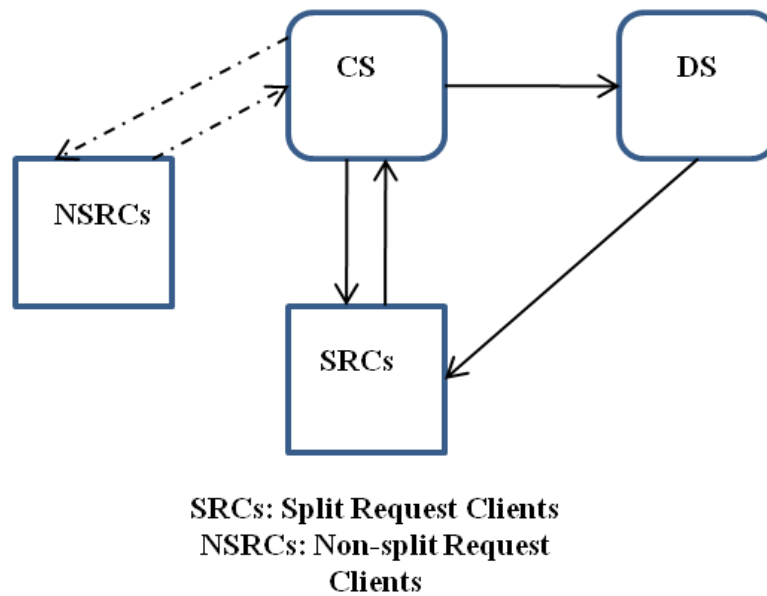 CS
DS
NSRCs
SRCs
SRCs: Split Request Clients
NSRCs: Non-split Request
Clients